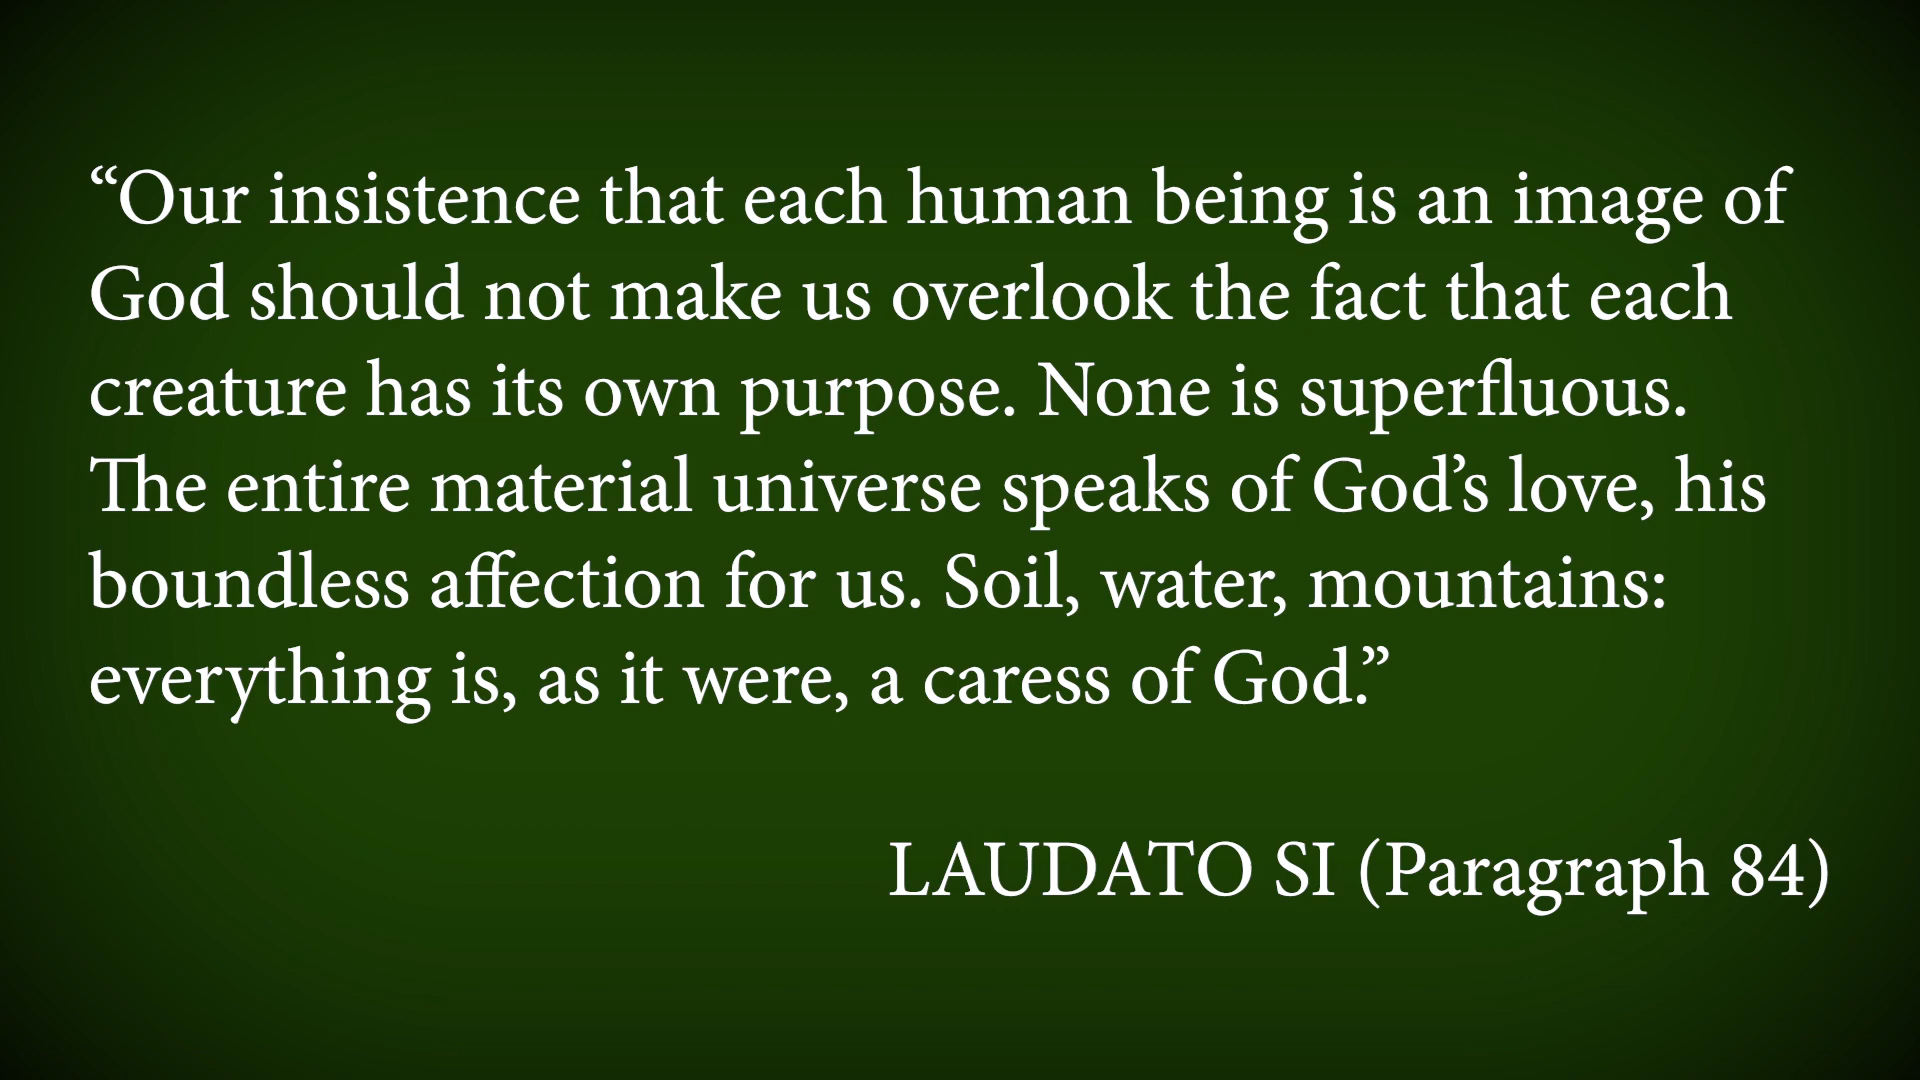 “Our insistence that each human being is an image of
God should not make us overlook the fact that each
creature has its own purpose. None is superfluous.
The entire material universe speaks of God’s love, his
boundless affection for us. Soil, water, mountains:
everything is, as it were, a caress of God.”
LAUDATO SI (Paragraph 84)